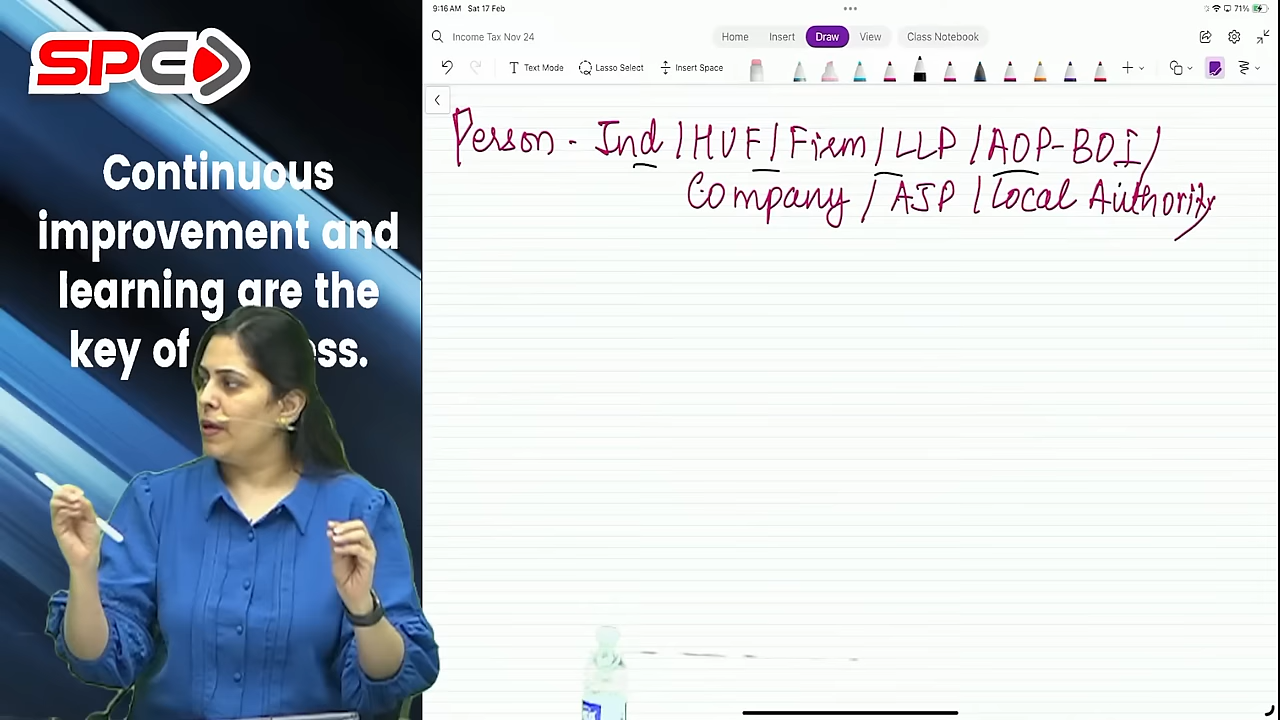 SPC
Continuous
improvement and
learning are the
key of
ess.
9:16 AM Sat 17 Feb
71%
Income Tax Nov 24
Home Insert Draw View Class Notebook
Text Mode Lasso Select Insert Space
Person - Ind / HUF / Firm / LLP / AOP-BOI /
Company / AJP / Local Authority